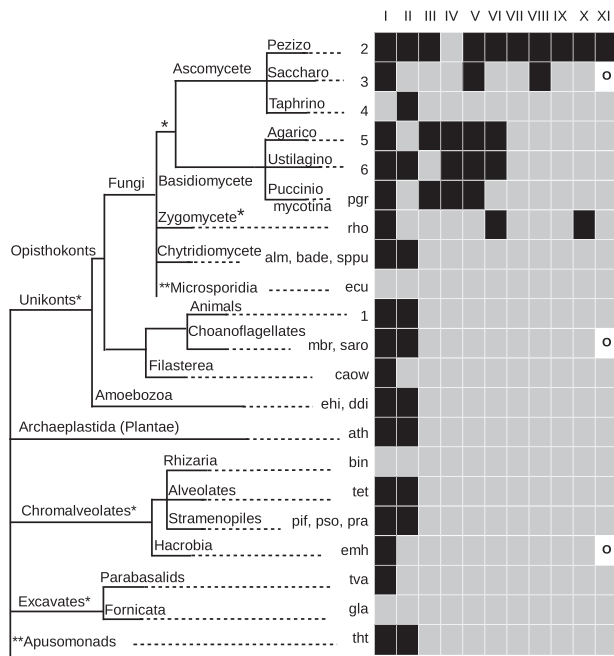 I II III IV V VI VII VIII IX X XI
Pezizo 2
Ascomycete
Saccharo 3 O
Taphrino 4
*
Agarico 5
Ustilagino 6
Fungi
Basidiomycete
Puccinio
mycotina pgr
Zygomycete* rho
Opisthokonts
Chytridiomycete alm, bade, sppu
**Microsporidia ecu
Unikonts*
Animals 1
Choanoflagellates
mbr, saro O
Filasterea caow
Amoebozoa ehi, ddi
Archaeplastida (Plantae) ath
Rhizaria bin
Alveolates tet
Chromalveolates*
Stramenopiles pif, pso, pra
Hacrobia emh O
Parabasalids tva
Excavates*
Fornicata gla
**Apusomonads tht